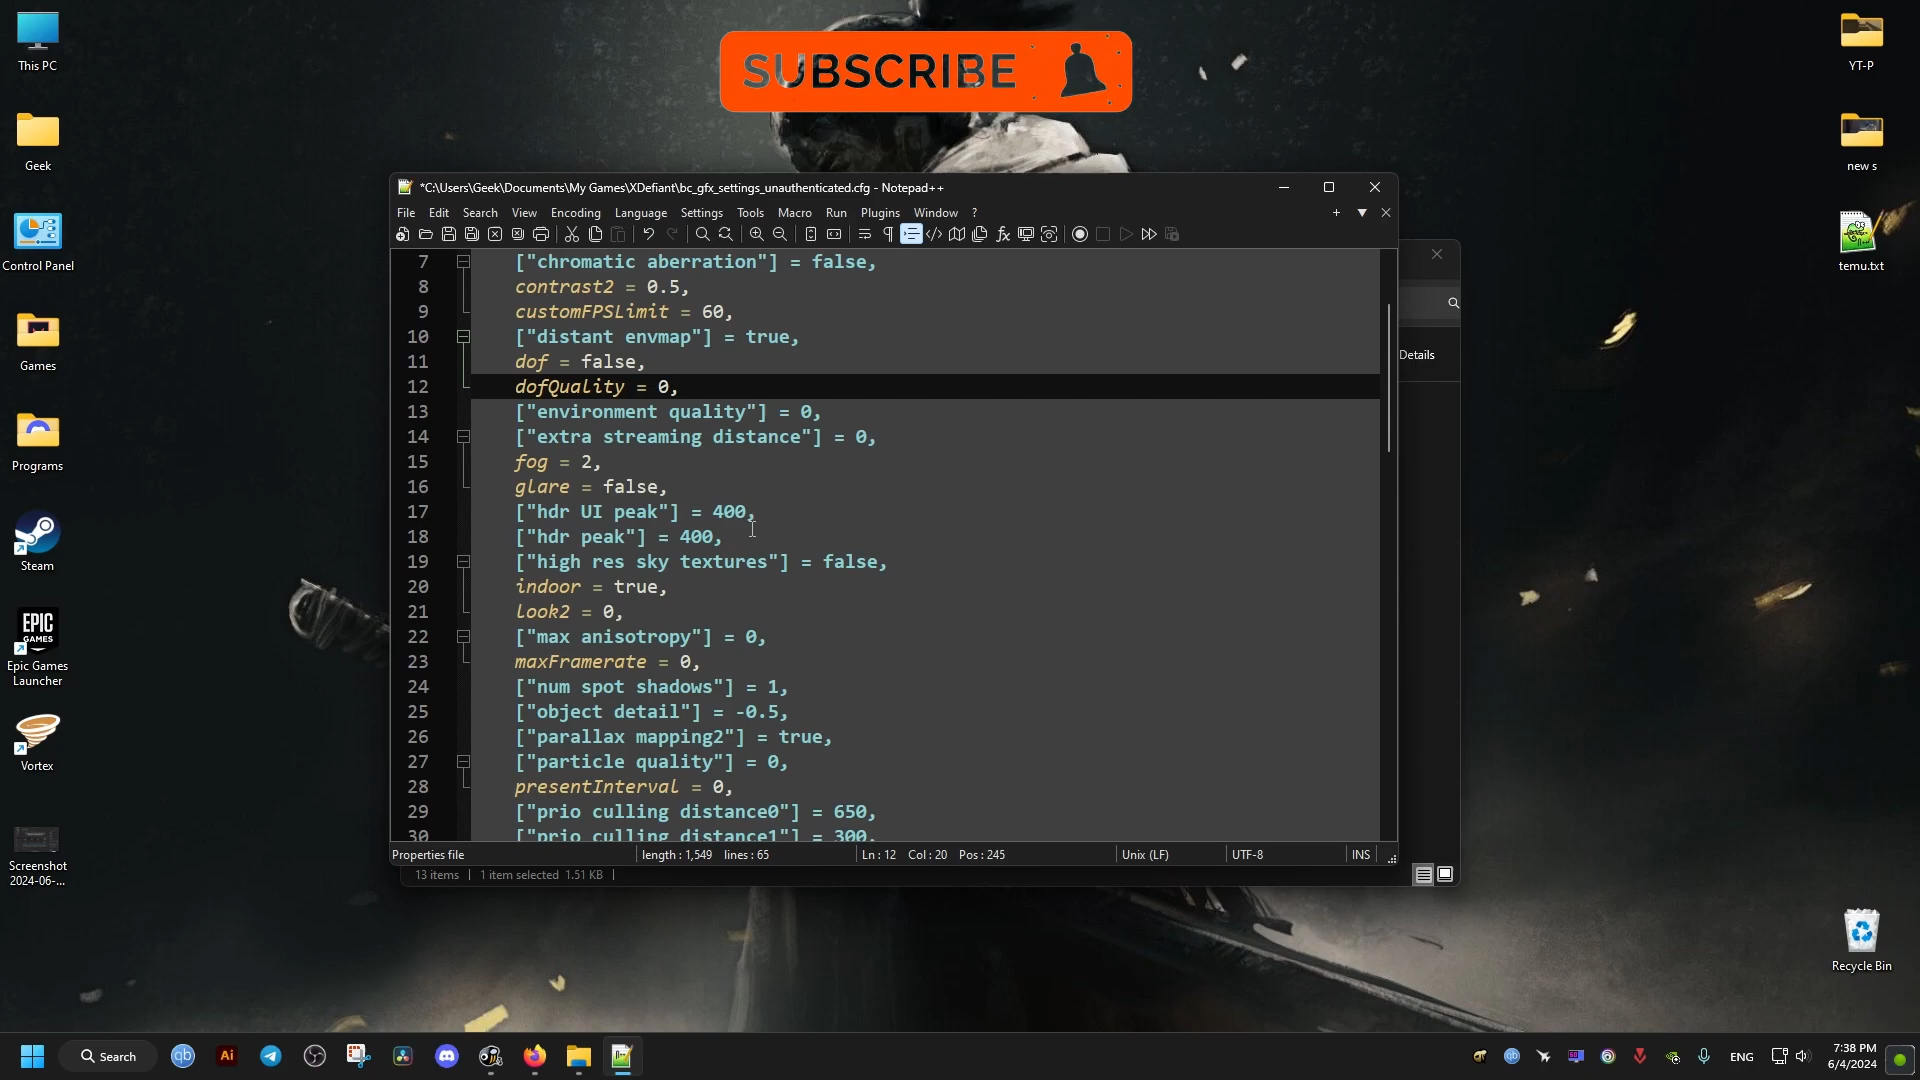 This PC
Geek
Control Panel
Games
Programs
Steam
EPIC
GAMES
Epic Games
Launcher
Vortex
Screenshot
2024-06-...
SUBSCRIBE
YT-P
new s
temu.txt
Recycle Bin
*C:\Users\Geek\Documents\My Games\XDefiant\bc_gfx_settings_unauthenticated.cfg - Notepad++
File Edit Search View Encoding Language Settings Tools Macro Run Plugins Window ?
7 ["chromatic aberration"] = false,
8 contrast2 = 0.5,
9 customFPSLimit = 60,
10 ["distant envmap"] = true,
11 dof = false,
12 dofQuality = 0,
13 ["environment quality"] = 0,
14 ["extra streaming distance"] = 0,
15 fog = 2,
16 glare = false,
17 ["hdr UI peak"] = 400,
18 ["hdr peak"] = 400,
19 ["high res sky textures"] = false,
20 indoor = true,
21 look2 = 0,
22 ["max anisotropy"] = 0,
23 maxFramerate = 0,
24 ["num spot shadows"] = 1,
25 ["object detail"] = -0.5,
26 ["parallax mapping2"] = true,
27 ["particle quality"] = 0,
28 presentInterval = 0,
29 ["prio culling distance0"] = 650,
30 ["prio culling distance1"] = 300,
Properties file length : 1,549 lines : 65 Ln : 12 Col : 20 Pos : 245 Unix (LF) UTF-8 INS
Details
13 items 1 item selected 1.51 KB
Search
qb
Ai
ENG
7:38 PM
6/4/2024